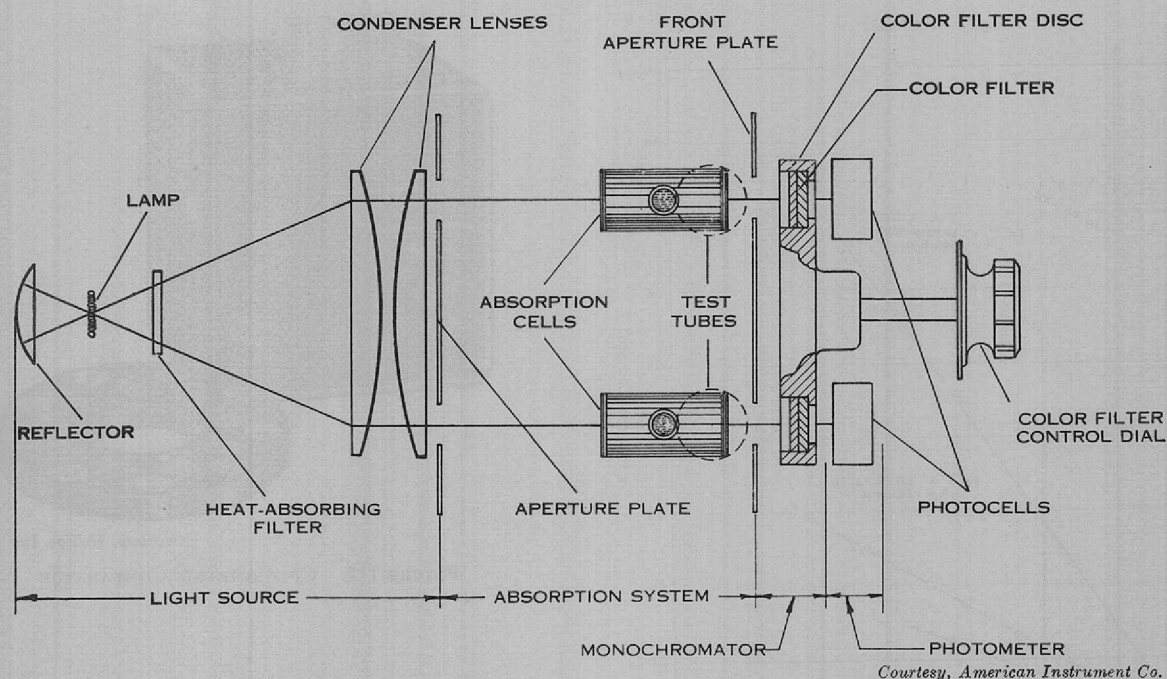 CONDENSER LENSES
FRONT
APERTURE PLATE
COLOR FILTER DISC
COLOR FILTER
LAMP
ABSORPTION
CELLS
TEST
TUBES
REFLECTOR
HEAT-ABSORBING
FILTER
APERTURE PLATE
COLOR FILTER
CONTROL DIAL
PHOTOCELLS
LIGHT SOURCE
ABSORPTION SYSTEM
MONOCHROMATOR
PHOTOMETER
Courtesy, American Instrument Co.